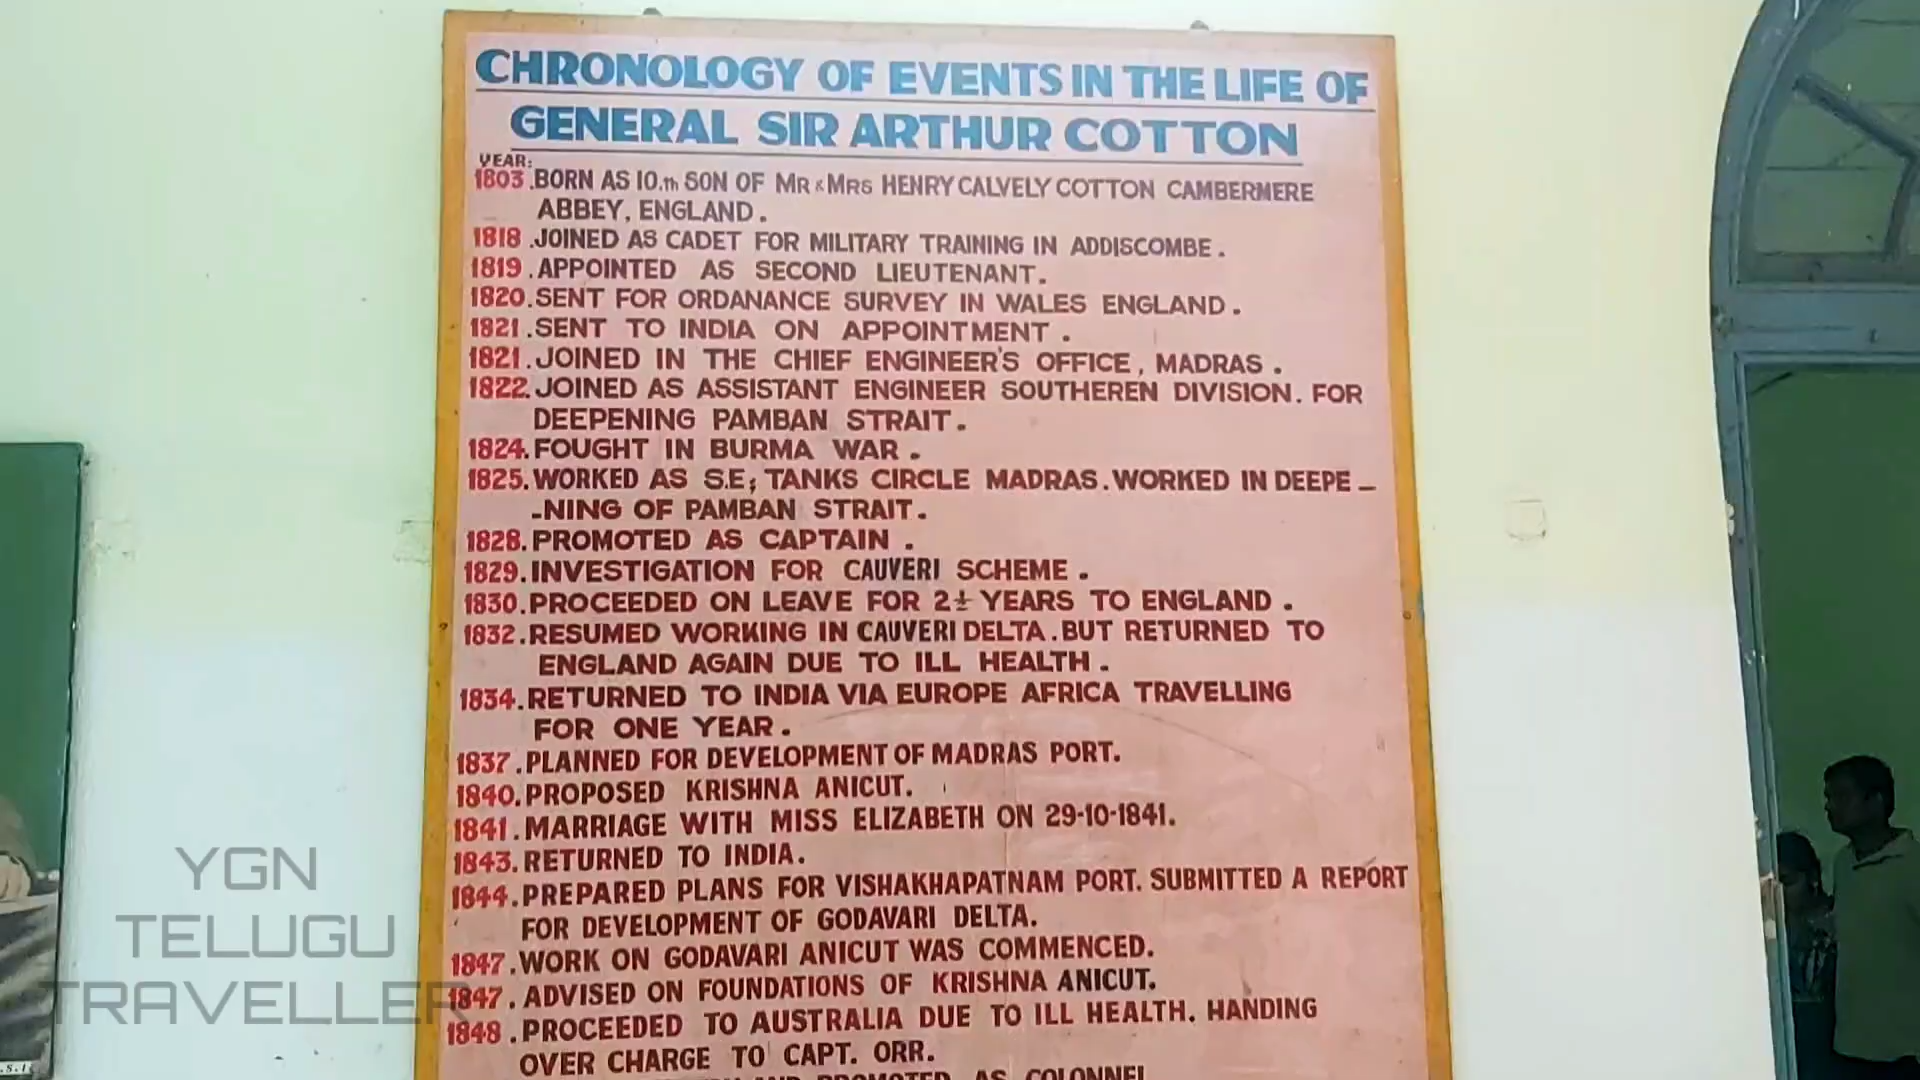 CHRONOLOGY OF EVENTS IN THE LIFE OF
GENERAL SIR ARTHUR COTTON
YEAR:
1803.BORN AS 10.th SON OF MR & MRS HENRY CALVELY COTTON CAMBERMERE
ABBEY, ENGLAND.
1818.JOINED AS CADET FOR MILITARY TRAINING IN ADDISCOMBE.
1819.APPOINTED AS SECOND LIEUTENANT.
1820.SENT FOR ORDANANCE SURVEY IN WALES ENGLAND.
1821.SENT TO INDIA ON APPOINTMENT.
1821.JOINED IN THE CHIEF ENGINEER'S OFFICE, MADRAS.
1822.JOINED AS ASSISTANT ENGINEER SOUTHEREN DIVISION. FOR
DEEPENING PAMBAN STRAIT.
1824.FOUGHT IN BURMA WAR.
1825.WORKED AS S.E; TANKS CIRCLE MADRAS. WORKED IN DEEPE-
-NING OF PAMBAN STRAIT.
1828.PROMOTED AS CAPTAIN.
1829.INVESTIGATION FOR CAUVERI SCHEME.
1830.PROCEEDED ON LEAVE FOR 2½ YEARS TO ENGLAND.
1832.RESUMED WORKING IN CAUVERI DELTA. BUT RETURNED TO
ENGLAND AGAIN DUE TO ILL HEALTH.
1834.RETURNED TO INDIA VIA EUROPE AFRICA TRAVELLING
FOR ONE YEAR.
1837.PLANNED FOR DEVELOPMENT OF MADRAS PORT.
1840.PROPOSED KRISHNA ANICUT.
1841.MARRIAGE WITH MISS ELIZABETH ON 29-10-1841.
1843.RETURNED TO INDIA.
1844.PREPARED PLANS FOR VISHAKHAPATNAM PORT. SUBMITTED A REPORT
FOR DEVELOPMENT OF GODAVARI DELTA.
1847.WORK ON GODAVARI ANICUT WAS COMMENCED.
1847.ADVISED ON FOUNDATIONS OF KRISHNA ANICUT.
1848.PROCEEDED TO AUSTRALIA DUE TO ILL HEALTH. HANDING
OVER CHARGE TO CAPT. ORR.
AND PROMOTED AS COLONNEL
YGN
TELUGU
TRAVELLER